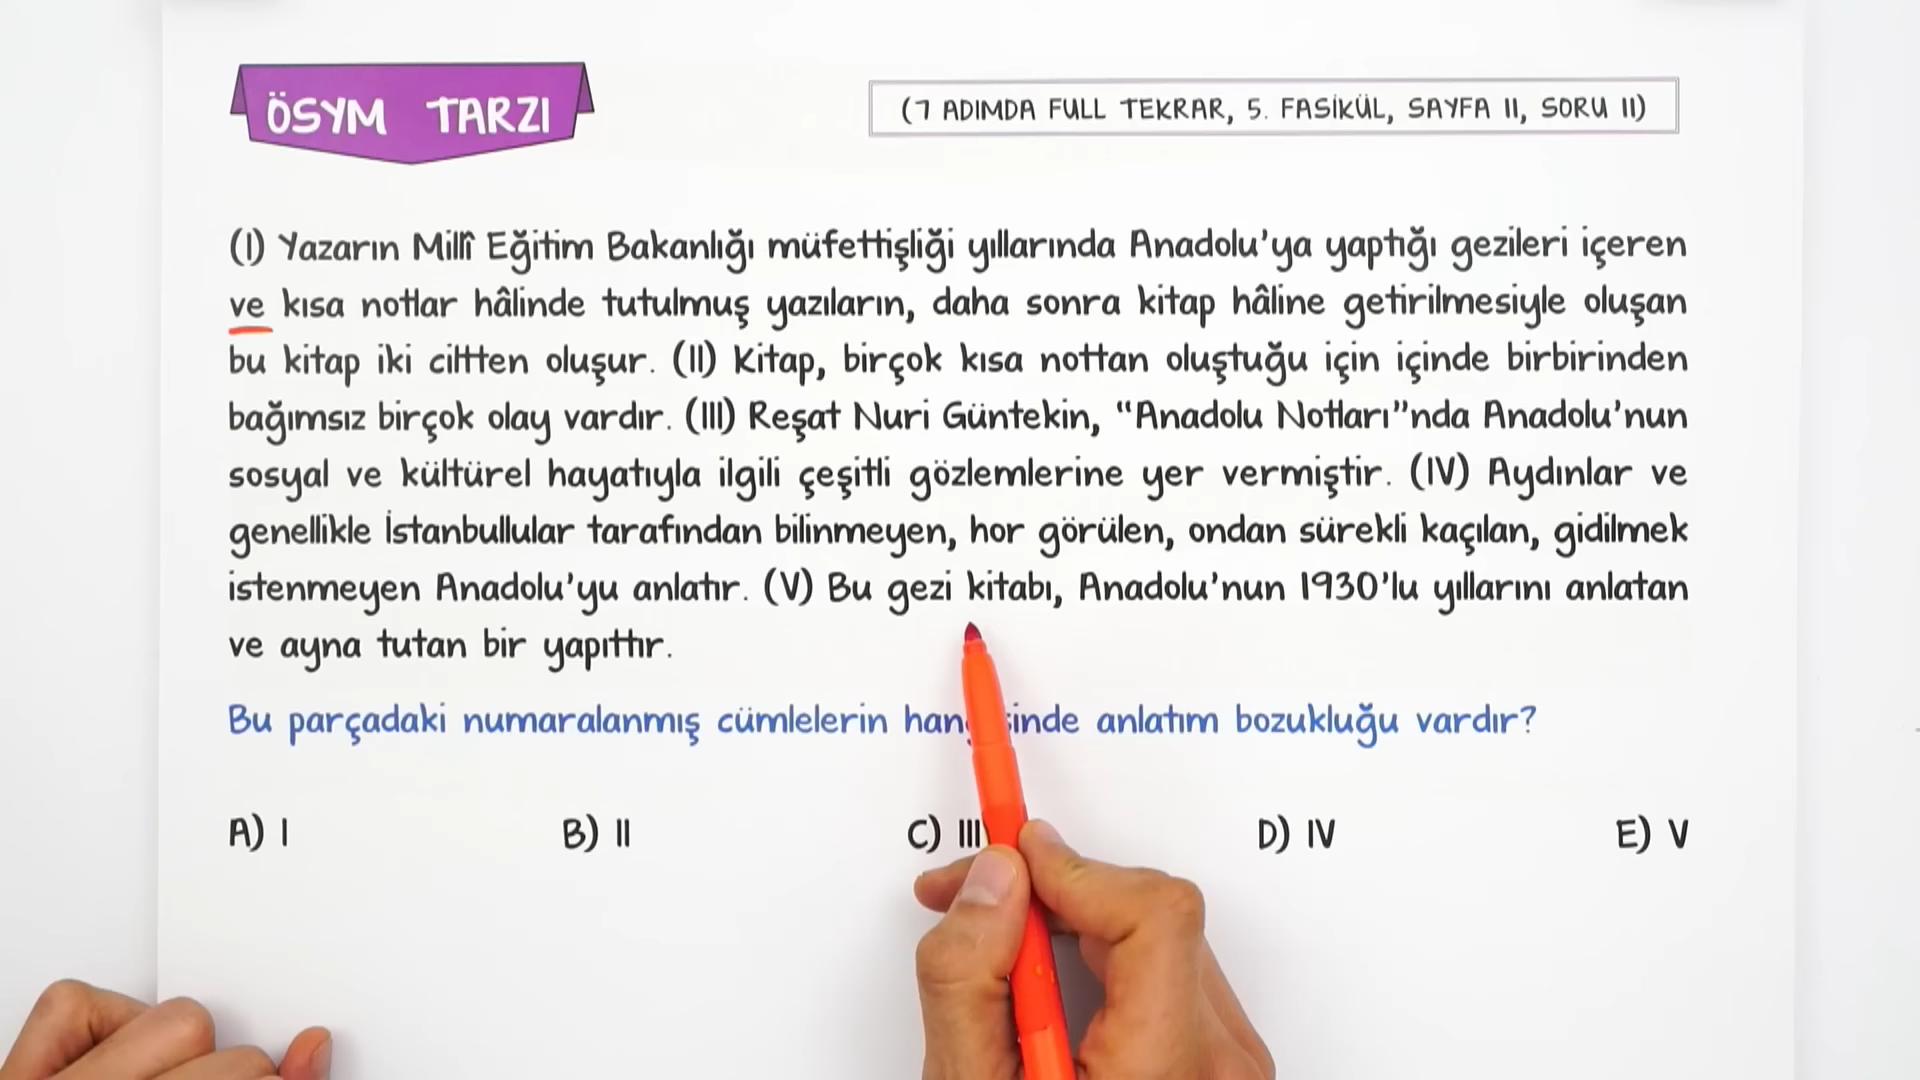 ÖSYM TARZI
(7 ADIMDA FULL TEKRAR, 5. FASİKÜL, SAYFA 11, SORU 11)
(I) Yazarın Millî Eğitim Bakanlığı müfettişliği yıllarında Anadolu'ya yaptığı gezileri içeren
ve kısa notlar hâlinde tutulmuş yazıların, daha sonra kitap hâline getirilmesiyle oluşan
bu kitap iki ciltten oluşur. (II) Kitap, birçok kısa nottan oluştuğu için içinde birbirinden
bağımsız birçok olay vardır. (III) Reşat Nuri Güntekin, “Anadolu Notları”nda Anadolu'nun
sosyal ve kültürel hayatıyla ilgili çeşitli gözlemlerine yer vermiştir. (IV) Aydınlar ve
genellikle İstanbullular tarafından bilinmeyen, hor görülen, ondan sürekli kaçılan, gidilmek
istenmeyen Anadolu'yu anlatır. (V) Bu gezi kitabı, Anadolu'nun 1930'lu yıllarını anlatan
ve ayna tutan bir yapıttır.
Bu parçadaki numaralanmış cümlelerin hangisinde anlatım bozukluğu vardır?
A) I B) II C) III D) IV E) V